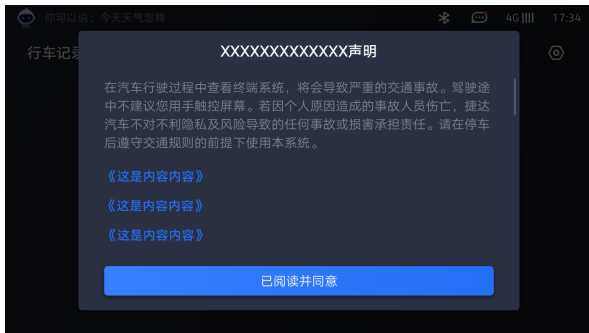 你可以说：今天天气怎样
4G
17:34
行车记录
XXXXXXXXXXXXX声明
在汽车行驶过程中查看终端系统，将会导致严重的交通事故。驾驶途
中不建议您用手触控屏幕。若因个人原因造成的事故人员伤亡，捷达
汽车不对不利隐私及风险导致的任何事故或损害承担责任。请在停车
后遵守交通规则的前提下使用本系统。
《这是内容内容》
《这是内容内容》
《这是内容内容》
已阅读并同意